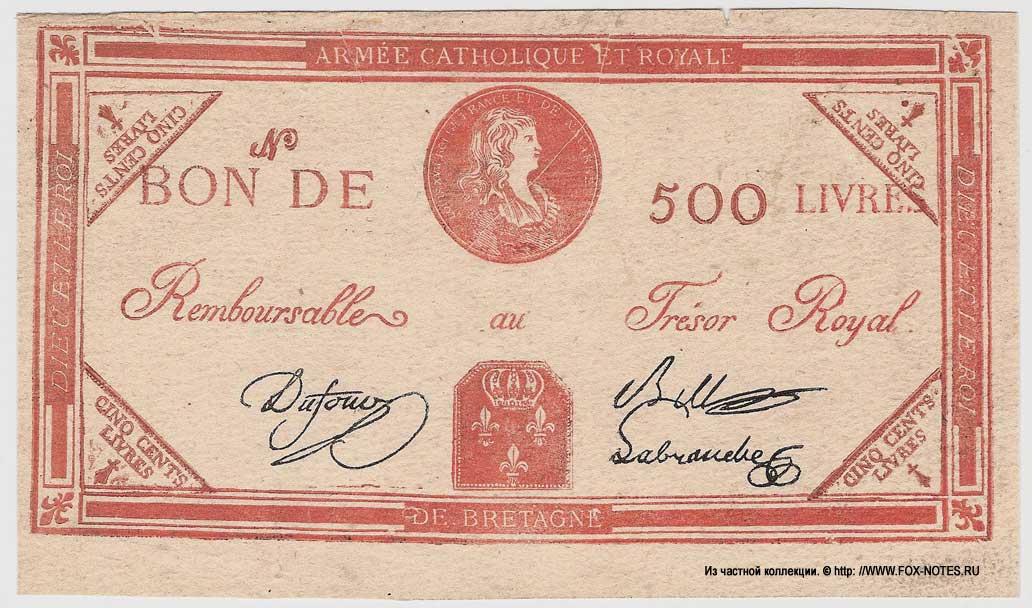 ARMÉE CATHOLIQUE ET ROYALE
CINQ CENTS
LIVRES
CINQ CENTS
LIVRES
No
BON DE 500 LIVRES
DIEU ET LE ROI
DIEU ET LE ROI
Remboursable au Trésor Royal
Dufour
Labranche
CINQ CENTS
LIVRES
CINQ CENTS
LIVRES
DE BRETAGNE
Из частной коллекции. © http: //WWW.FOX-NOTES.RU